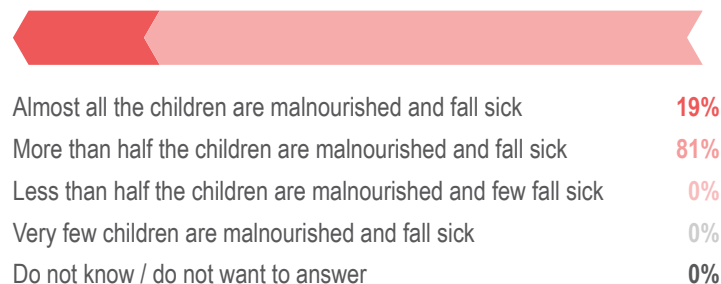 Almost all the children are malnourished and fall sick 19%
More than half the children are malnourished and fall sick 81%
Less than half the children are malnourished and few fall sick 0%
Very few children are malnourished and fall sick 0%
Do not know / do not want to answer 0%